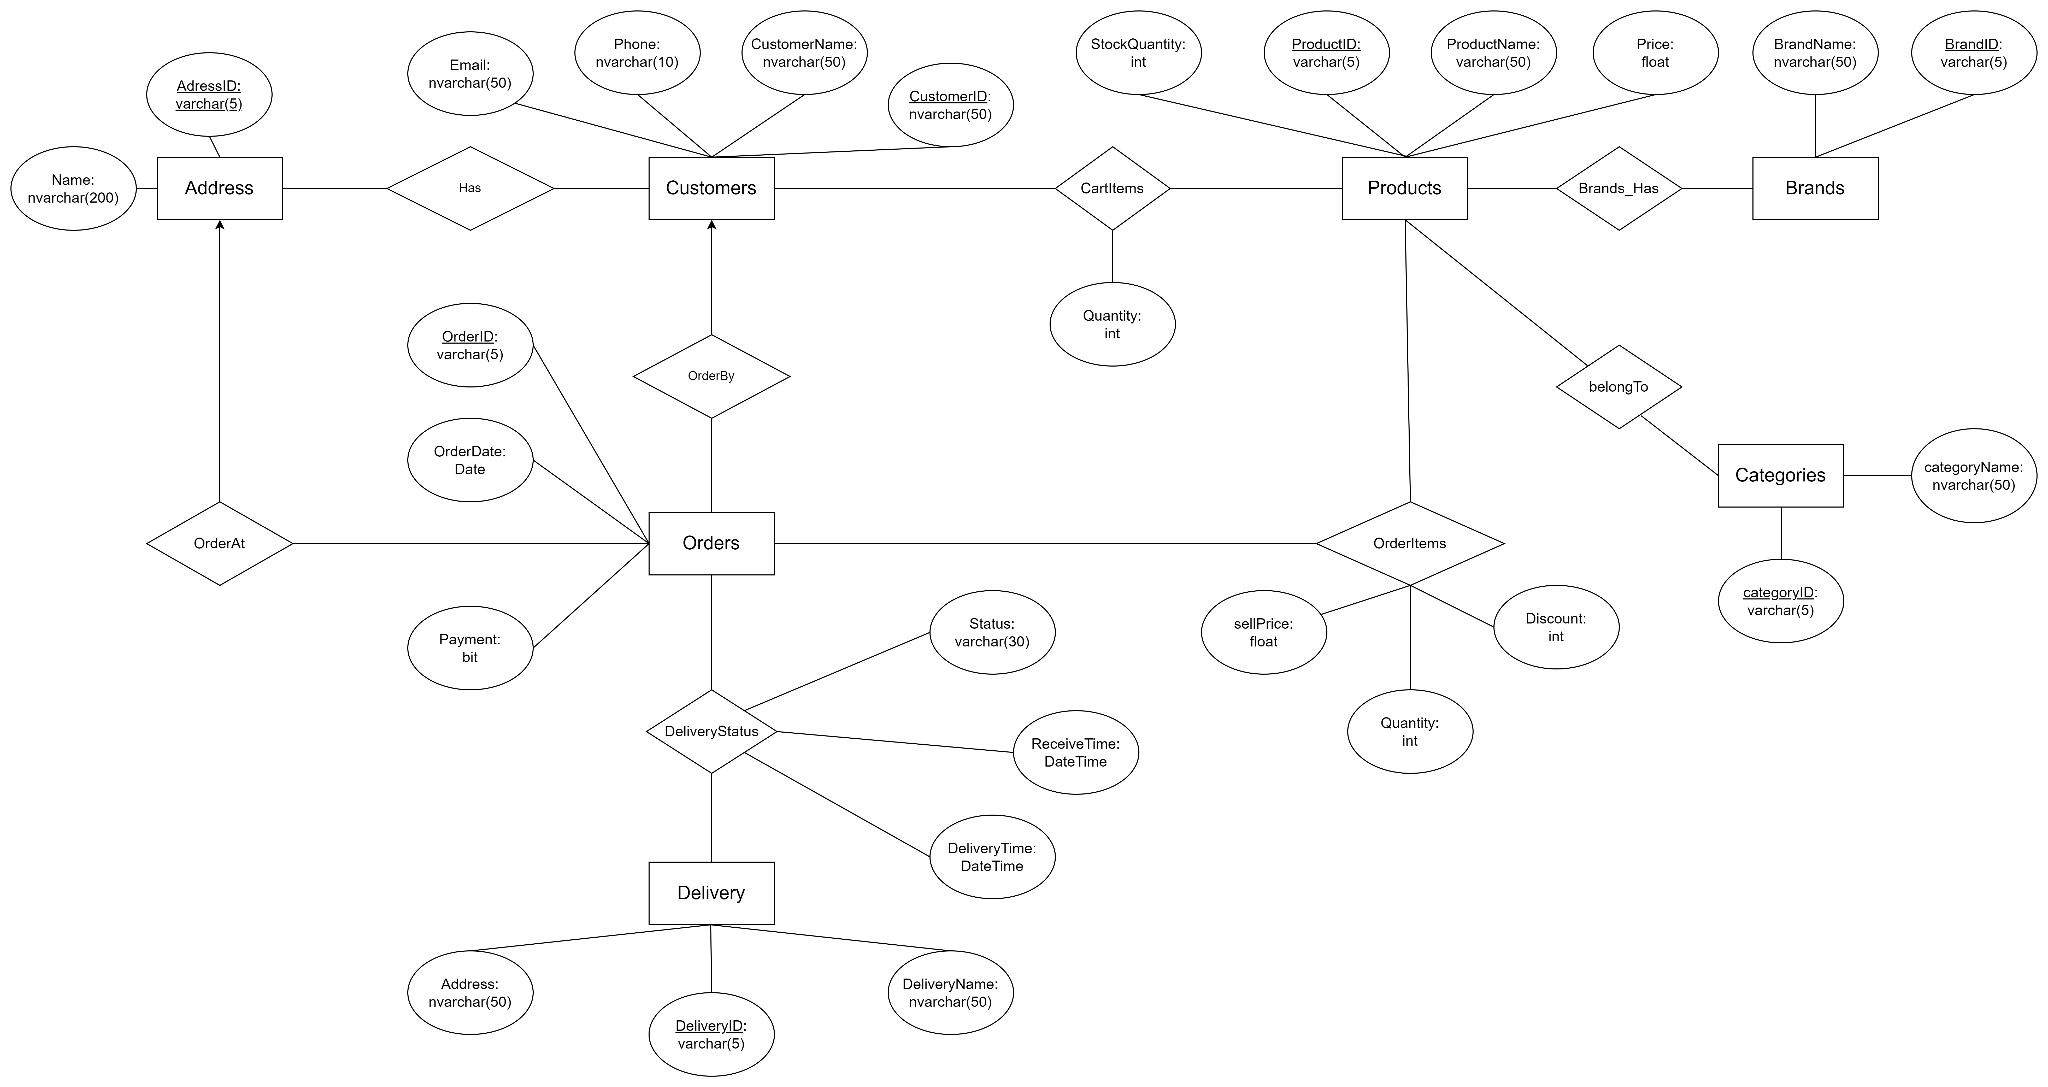 StockQuantity:
int
ProductID:
varchar(5)
ProductName:
varchar(50)
Price:
float
BrandName:
nvarchar(50)
BrandID:
varchar(5)
Phone:
nvarchar(10)
CustomerName:
nvarchar(50)
Email:
nvarchar(50)
AdressID:
varchar(5)
CustomerID:
nvarchar(50)
Name:
nvarchar(200)
Address
Has
Customers
CartItems
Products
Brands_Has
Brands
Quantity:
int
OrderID:
varchar(5)
OrderBy
belongTo
OrderDate:
Date
Categories
categoryName:
nvarchar(50)
OrderAt
Orders
OrderItems
categoryID:
varchar(5)
Payment:
bit
Status:
varchar(30)
sellPrice:
float
Discount:
int
DeliveryStatus
ReceiveTime:
DateTime
Quantity:
int
DeliveryTime:
DateTime
Delivery
Address:
nvarchar(50)
DeliveryID:
varchar(5)
DeliveryName:
nvarchar(50)